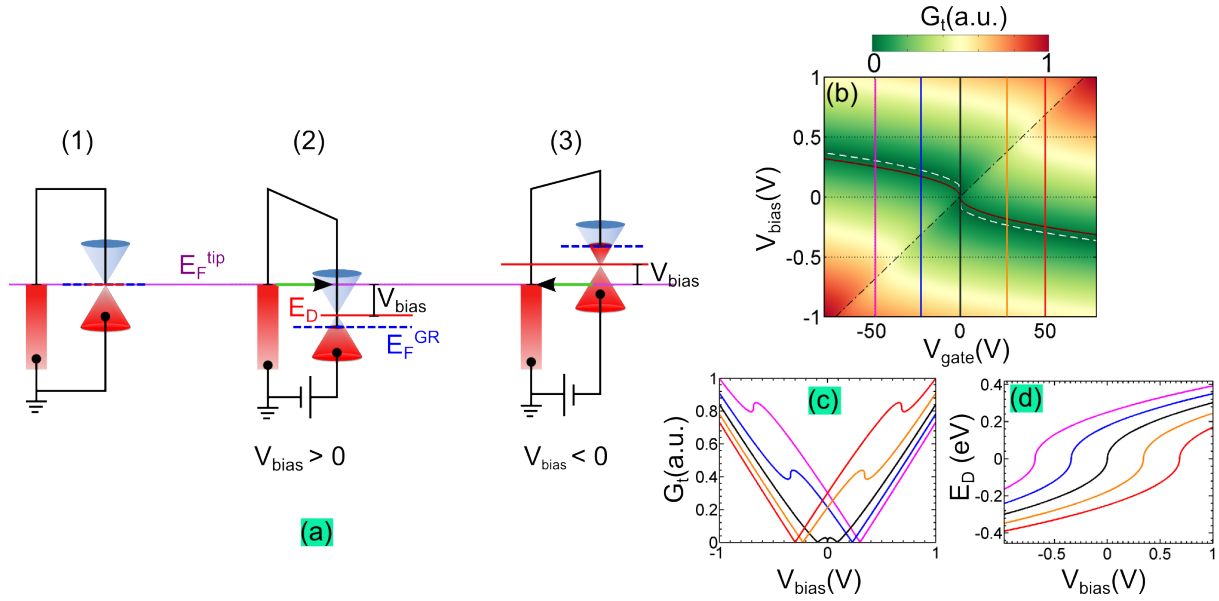 (1)
(2)
(3)
E_F^tip
V_bias
E_D
E_F^GR
V_bias
V_bias > 0
V_bias < 0
(a)
G_t(a.u.)
0 1
(b)
V_bias(V)
1
0.5
0
-0.5
-1
-50 0 50
V_gate(V)
(c)
G_t(a.u.)
1
0.8
0.6
0.4
0.2
0
-1 0 1
V_bias(V)
(d)
E_D (eV)
0.4
0.2
0
-0.2
-0.4
-0.5 0 0.5 1
V_bias(V)